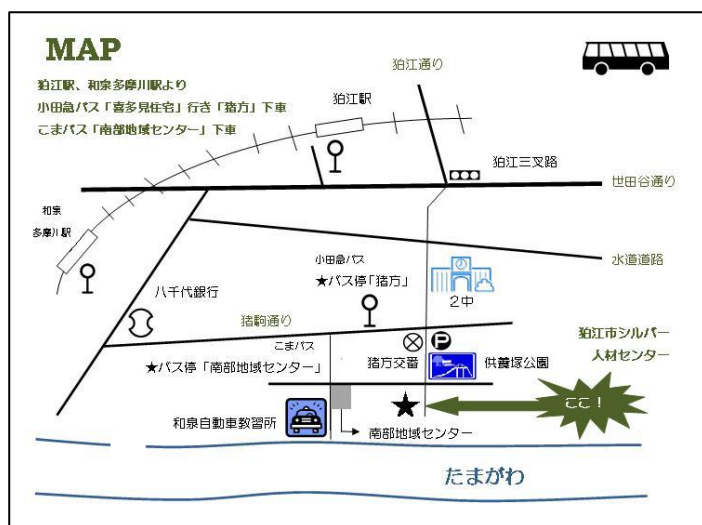 MAP
狛江駅、和泉多摩川駅より
小田急バス「喜多見住宅」行き「猪方」下車
こまバス「南部地域センター」下車
狛江通り
狛江駅
狛江三叉路
世田谷通り
和泉
多摩川駅
水道道路
小田急バス
★バス停「猪方」
2中
八千代銀行
猪駒通り
こまバス
★バス停「南部地域センター」
猪方交番
P
供養塚公園
狛江市シルバー
人材センター
ここ！
和泉自動車教習所
南部地域センター
たまがわ